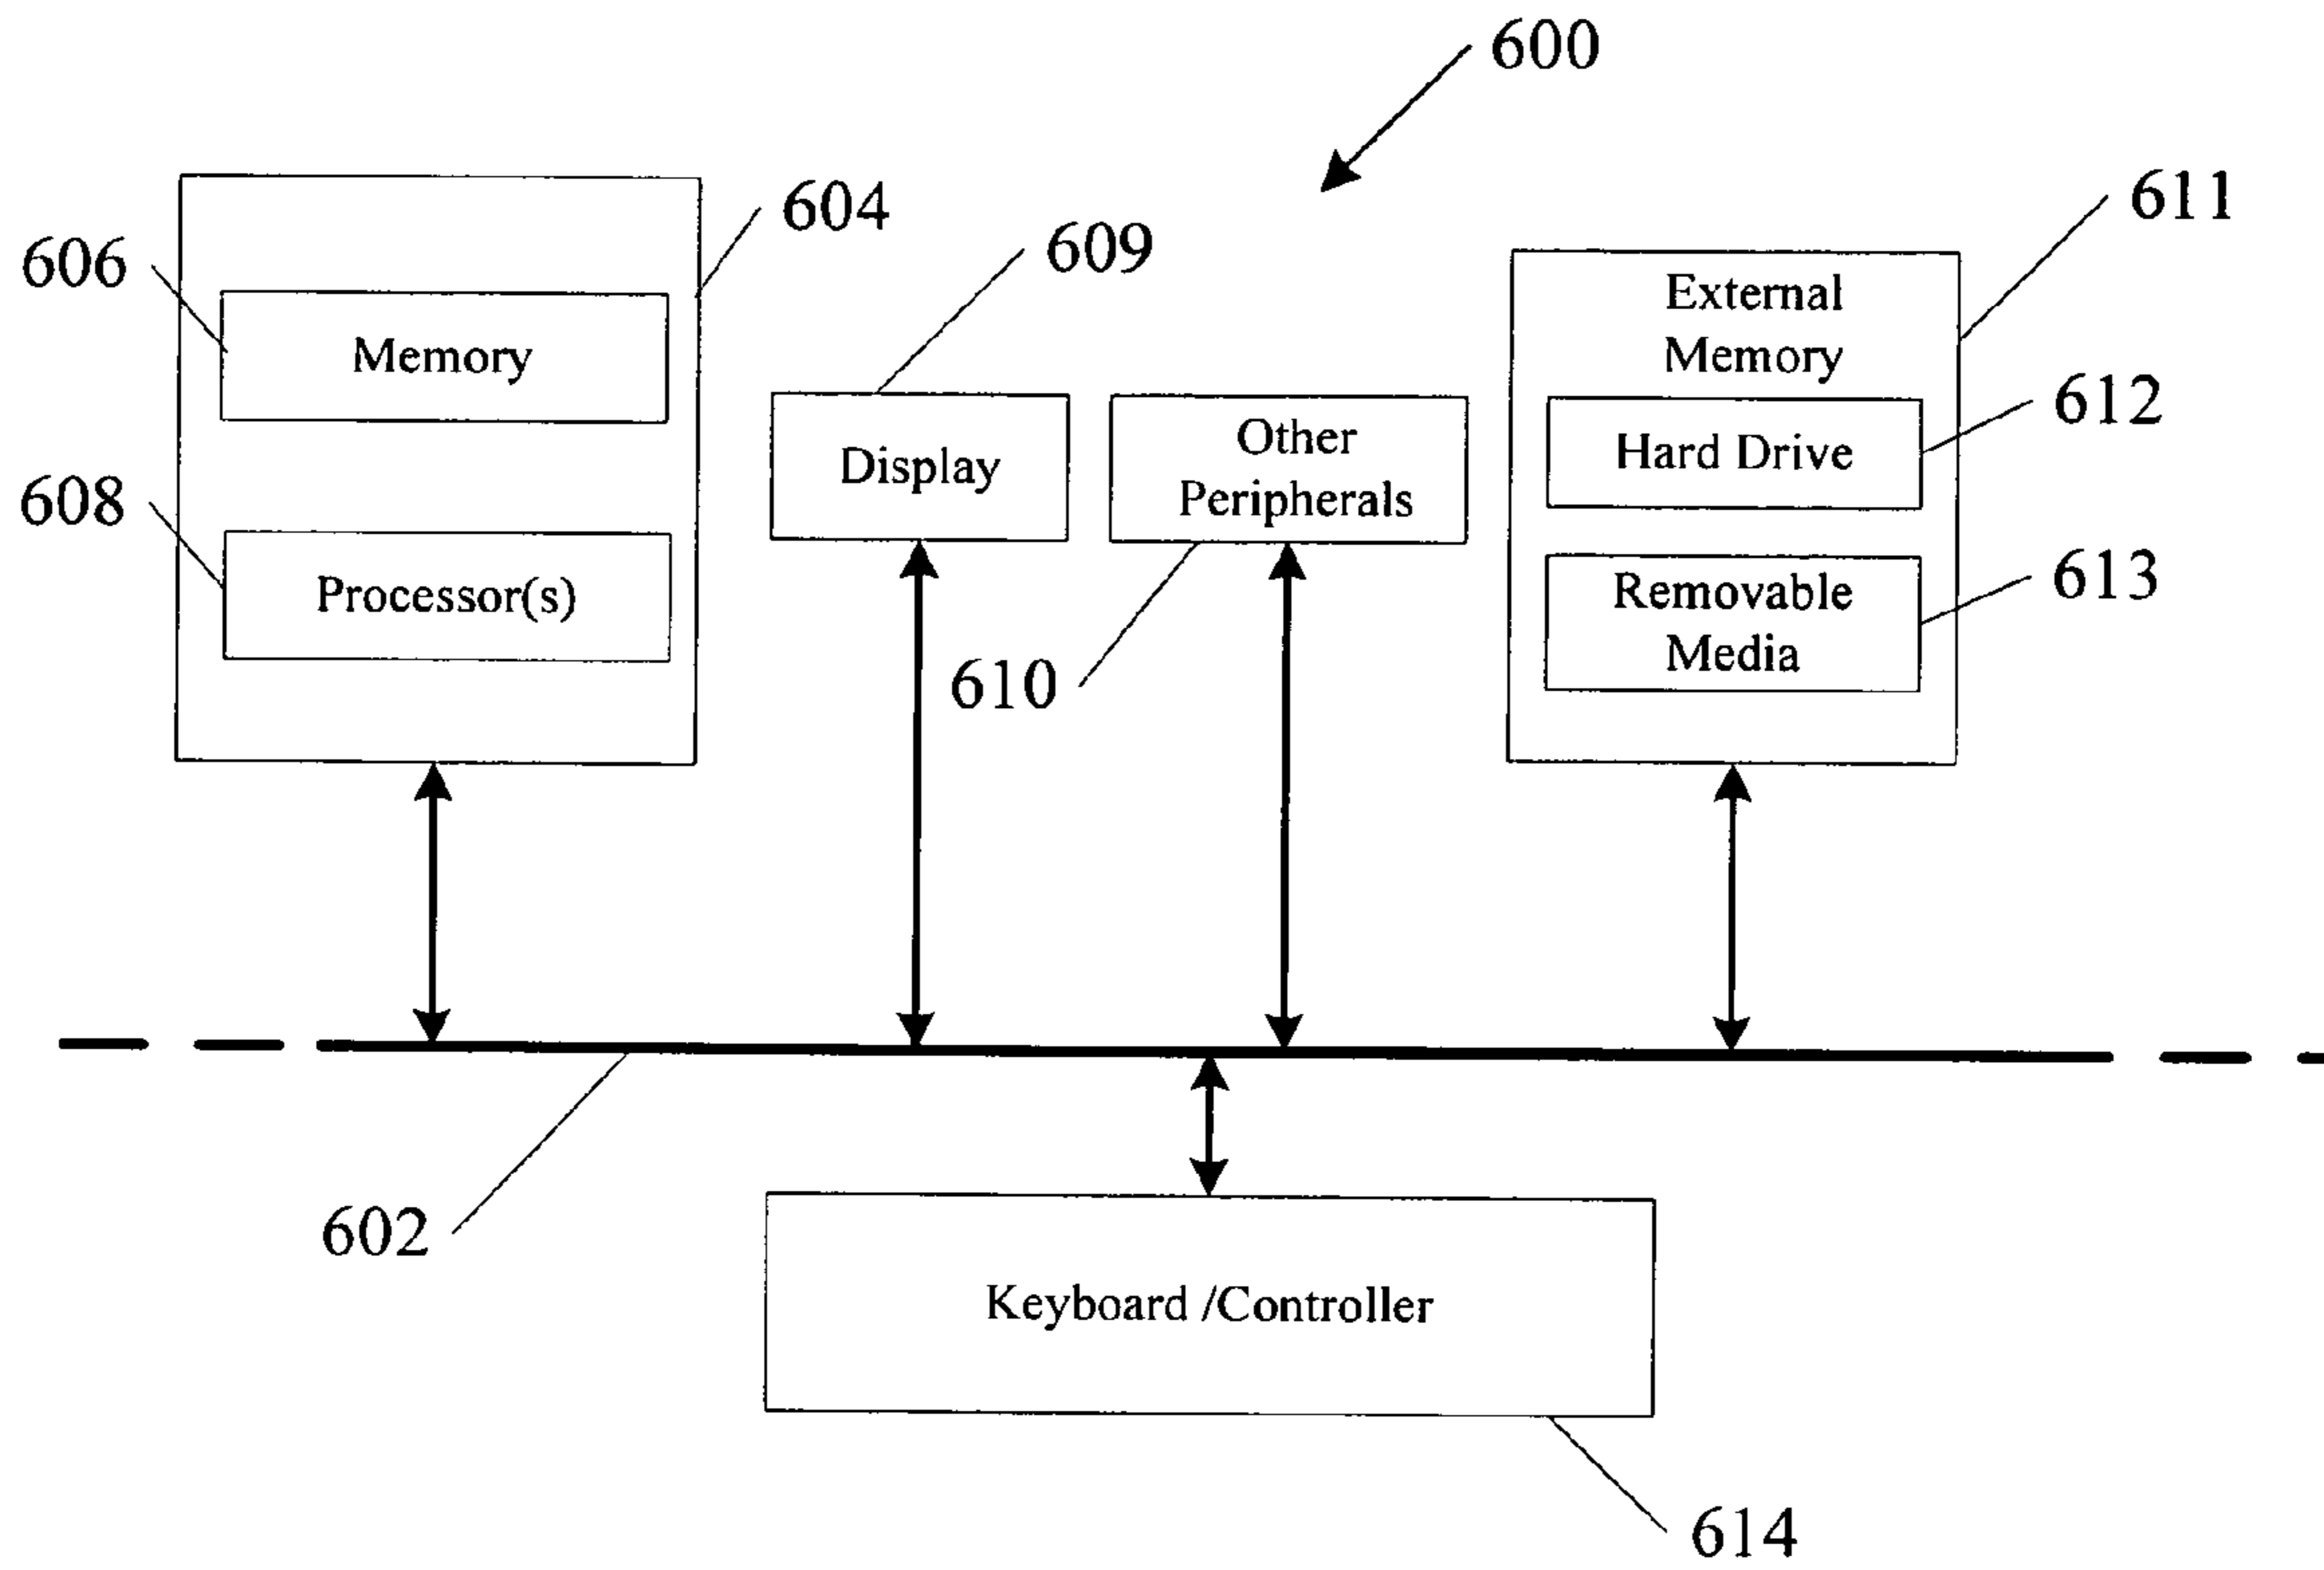 600
604
611
606
609
External
Memory
Memory
612
Display
Other
Peripherals
Hard Drive
608
Processor(s)
613
Removable
Media
610
602
Keyboard /Controller
614